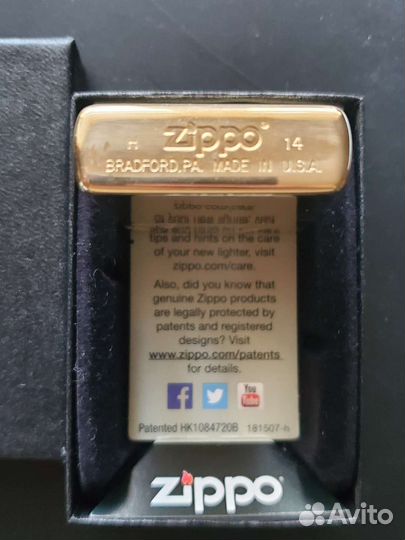 H zippo 14
BRADFORD, PA. MADE IN U.S.A.
tips and hints on the care
of your new lighter, visit
zippo.com/care.
Also, did you know that
genuine Zippo products
are legally protected by
patents and registered
designs? Visit
www.zippo.com/patents
for details.
You
Tube
Patented HK1084720B 181507-h
zippo
Avito